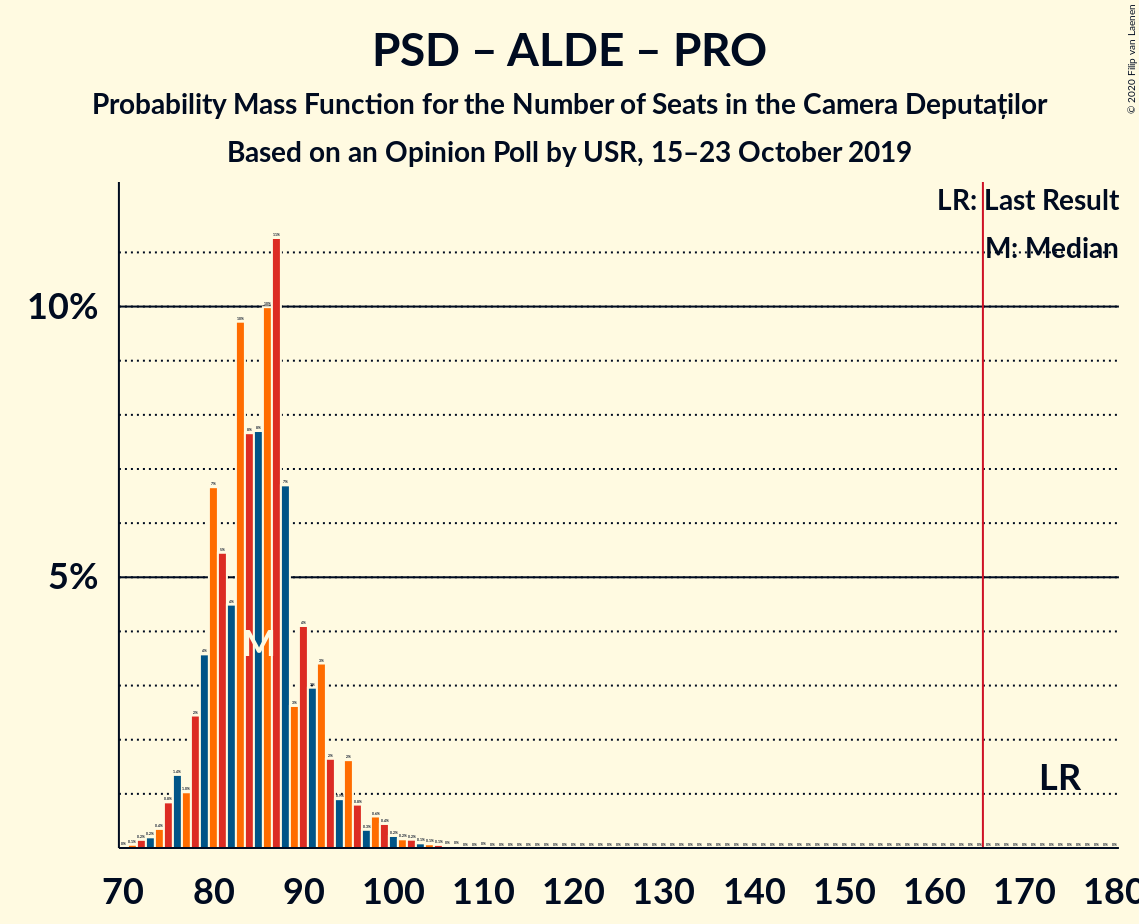 PSD – ALDE – PRO
Probability Mass Function for the Number of Seats in the Camera Deputaților
Based on an Opinion Poll by USR, 15–23 October 2019
© 2020 Filip van Laenen
LR: Last Result
M: Median
10%
5%
M
LR
70 80 90 100 110 120 130 140 150 160 170 180